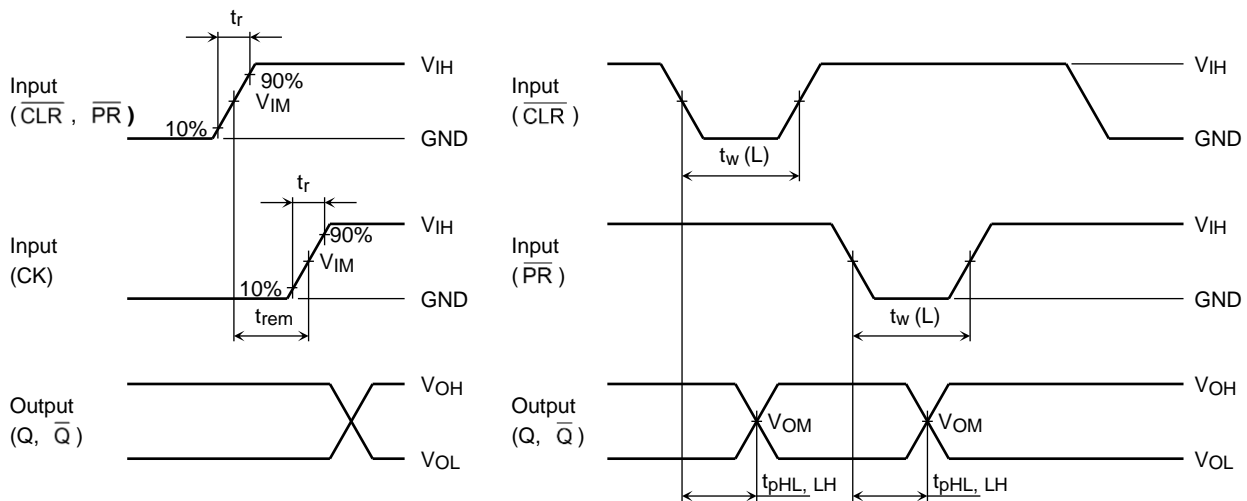 tr
Input
(CLR, PR)
90%
VIM
10%
VIH
GND
tr
Input
(CK)
90%
VIM
10%
trem
VIH
GND
Output
(Q, Q)
VOH
VOL
Input
(CLR)
tw (L)
VIH
GND
Input
(PR)
tw (L)
VIH
GND
Output
(Q, Q)
VOM
VOM
VOH
VOL
tpHL, LH
tpHL, LH